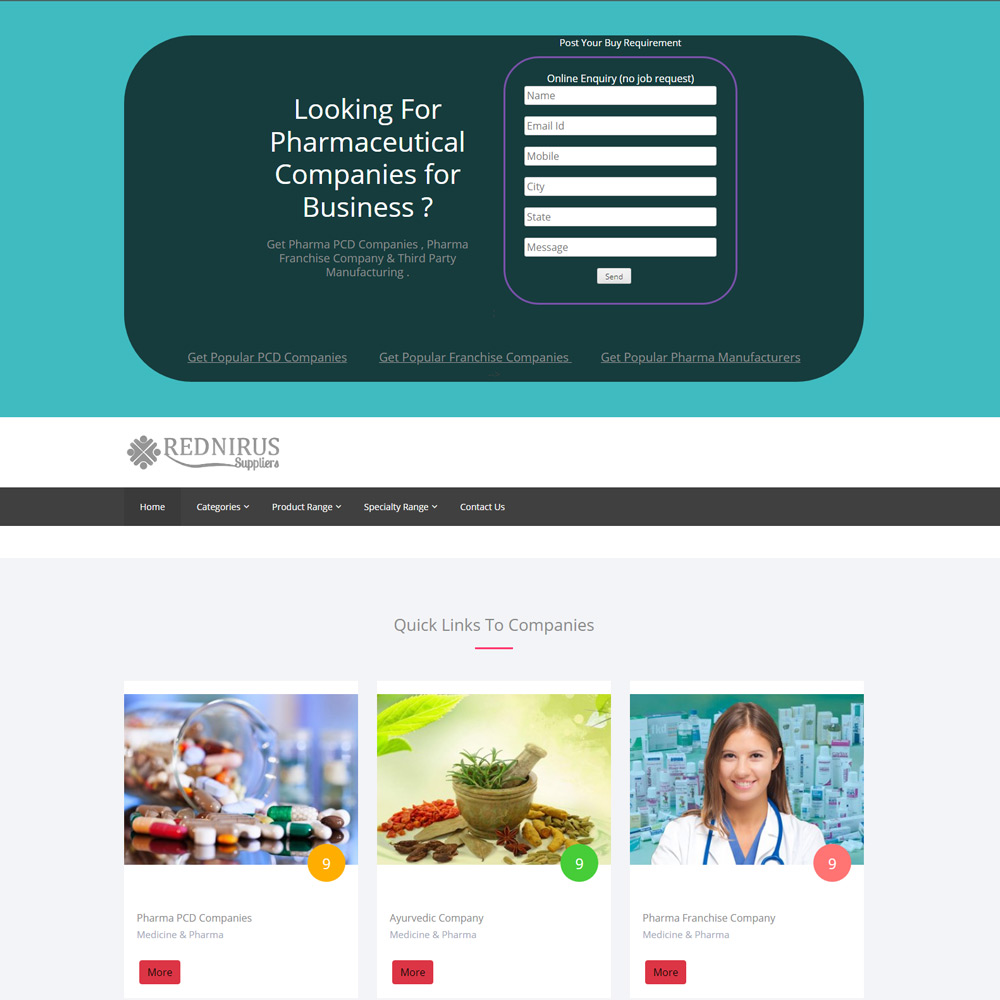 Post Your Buy Requirement
Looking For
Pharmaceutical
Companies for
Business ?
Get Pharma PCD Companies , Pharma
Franchise Company & Third Party
Manufacturing .
Online Enquiry (no job request)
Name
Email Id
Mobile
City
State
Message
Send
Get Popular PCD Companies
Get Popular Franchise Companies
Get Popular Pharma Manufacturers
REDNIRUS
Suppliers
Home
Categories
Product Range
Specialty Range
Contact Us
Quick Links To Companies
9
Pharma PCD Companies
Medicine & Pharma
More
9
Ayurvedic Company
Medicine & Pharma
More
9
Pharma Franchise Company
Medicine & Pharma
More